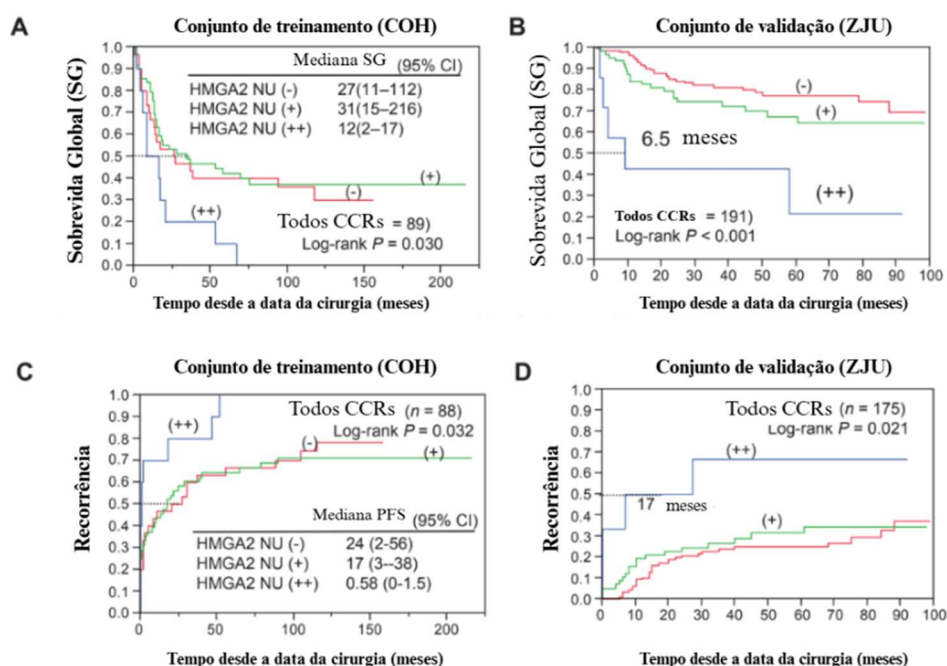 A
Conjunto de treinamento (COH)
Sobrevida Global (SG)
1.0
0.9
0.8
0.7
0.6
0.5
0.4
0.3
0.2
0.1
0.0
Mediana SG (95% CI)
HMGA2 NU (-) 27(11–112)
HMGA2 NU (+) 31(15–216)
HMGA2 NU (++) 12(2–17)
(+)
(-)
(++)
Todos CCRs = 89)
Log-rank P = 0.030
0 50 100 150 200
Tempo desde a data da cirurgia (meses)
B
Conjunto de validação (ZJU)
Sobrevida Global (SG)
1.0
0.9
0.8
0.7
0.6
0.5
0.4
0.3
0.2
0.1
0.0
(-)
(+)
6.5 meses
(++)
Todos CCRs = 191)
Log-rank P < 0.001
0 10 20 30 40 50 60 70 80 90 100
Tempo desde a data da cirurgia (meses)
C
Conjunto de treinamento (COH)
Recorrência
1.0
0.9
0.8
0.7
0.6
0.5
0.4
0.3
0.2
0.1
0.0
Todos CCRs (n = 88)
Log-rank P = 0.032
(++)
(-)
(+)
Mediana PFS (95% CI)
HMGA2 NU (-) 24 (2-56)
HMGA2 NU (+) 17 (3--38)
HMGA2 NU (++) 0.58 (0-1.5)
0 50 100 150 200
Tempo desde a data da cirurgia (meses)
D
Conjunto de validação (ZJU)
Recorrência
1.0
0.9
0.8
0.7
0.6
0.5
0.4
0.3
0.2
0.1
0.0
Todos CCRs (n = 175)
Log-rank P = 0.021
(++)
17 meses
(+)
0 10 20 30 40 50 60 70 80 90 100
Tempo desde a data da cirurgia (meses)